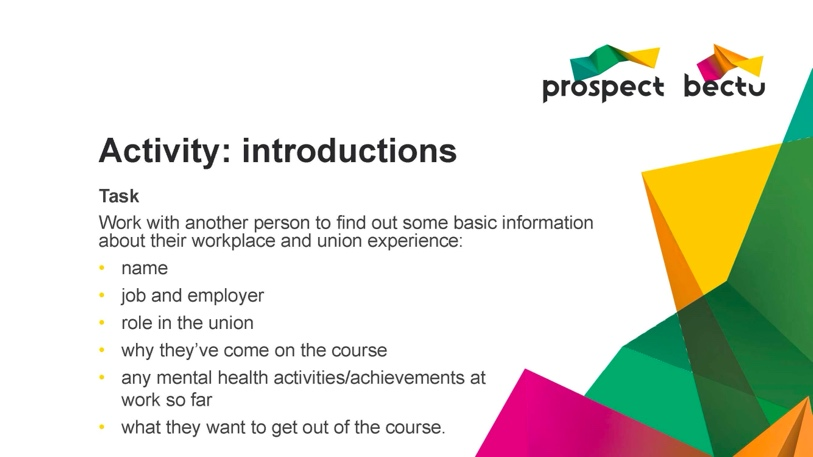 prospect bectu
Activity: introductions
Task
Work with another person to find out some basic information
about their workplace and union experience:
• name
• job and employer
• role in the union
• why they’ve come on the course
• any mental health activities/achievements at
work so far
• what they want to get out of the course.